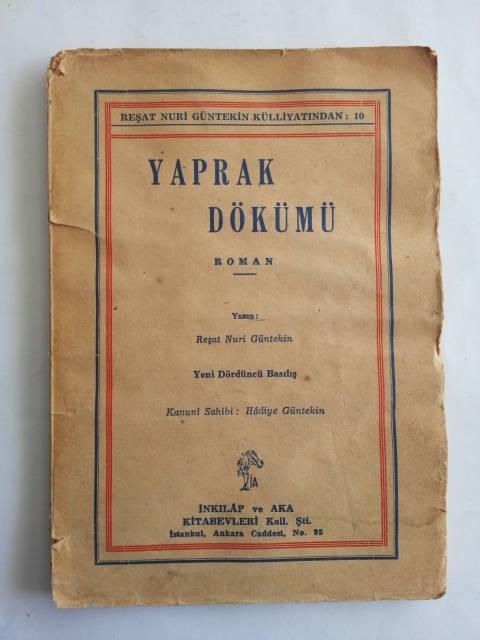 REŞAT NURİ GÜNTEKİN KÜLLİYATINDAN: 10
YAPRAK
DÖKÜMÜ
ROMAN
Yazan:
Reşat Nuri Güntekin
Yeni Dördüncü Basılış
Kanunî Sahibi: Hâdiye Güntekin
İA
İNKILÂP ve AKA
KİTABEVLERİ Koll. Şti.
İstanbul, Ankara Caddesi, No. 95